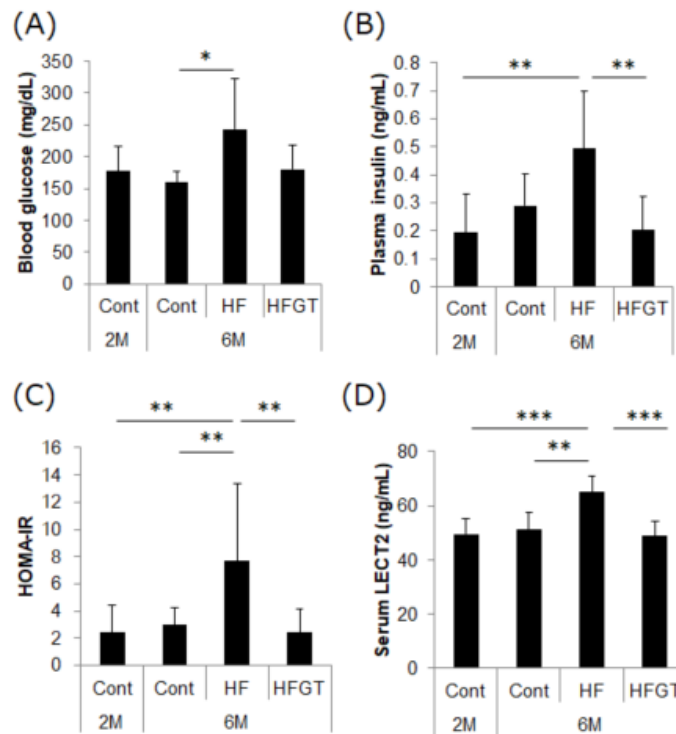 (A)
Blood glucose (mg/dL)
350
300
250
200
150
100
50
0
*
Cont Cont HF HFGT
2M 6M
(B)
Plasma insulin (ng/mL)
0.8
0.7
0.6
0.5
0.4
0.3
0.2
0.1
0
** **
Cont Cont HF HFGT
2M 6M
(C)
HOMA-IR
16
14
12
10
8
6
4
2
0
** **
**
Cont Cont HF HFGT
2M 6M
(D)
Serum LECT2 (ng/mL)
80
60
40
20
0
*** ***
**
Cont Cont HF HFGT
2M 6M